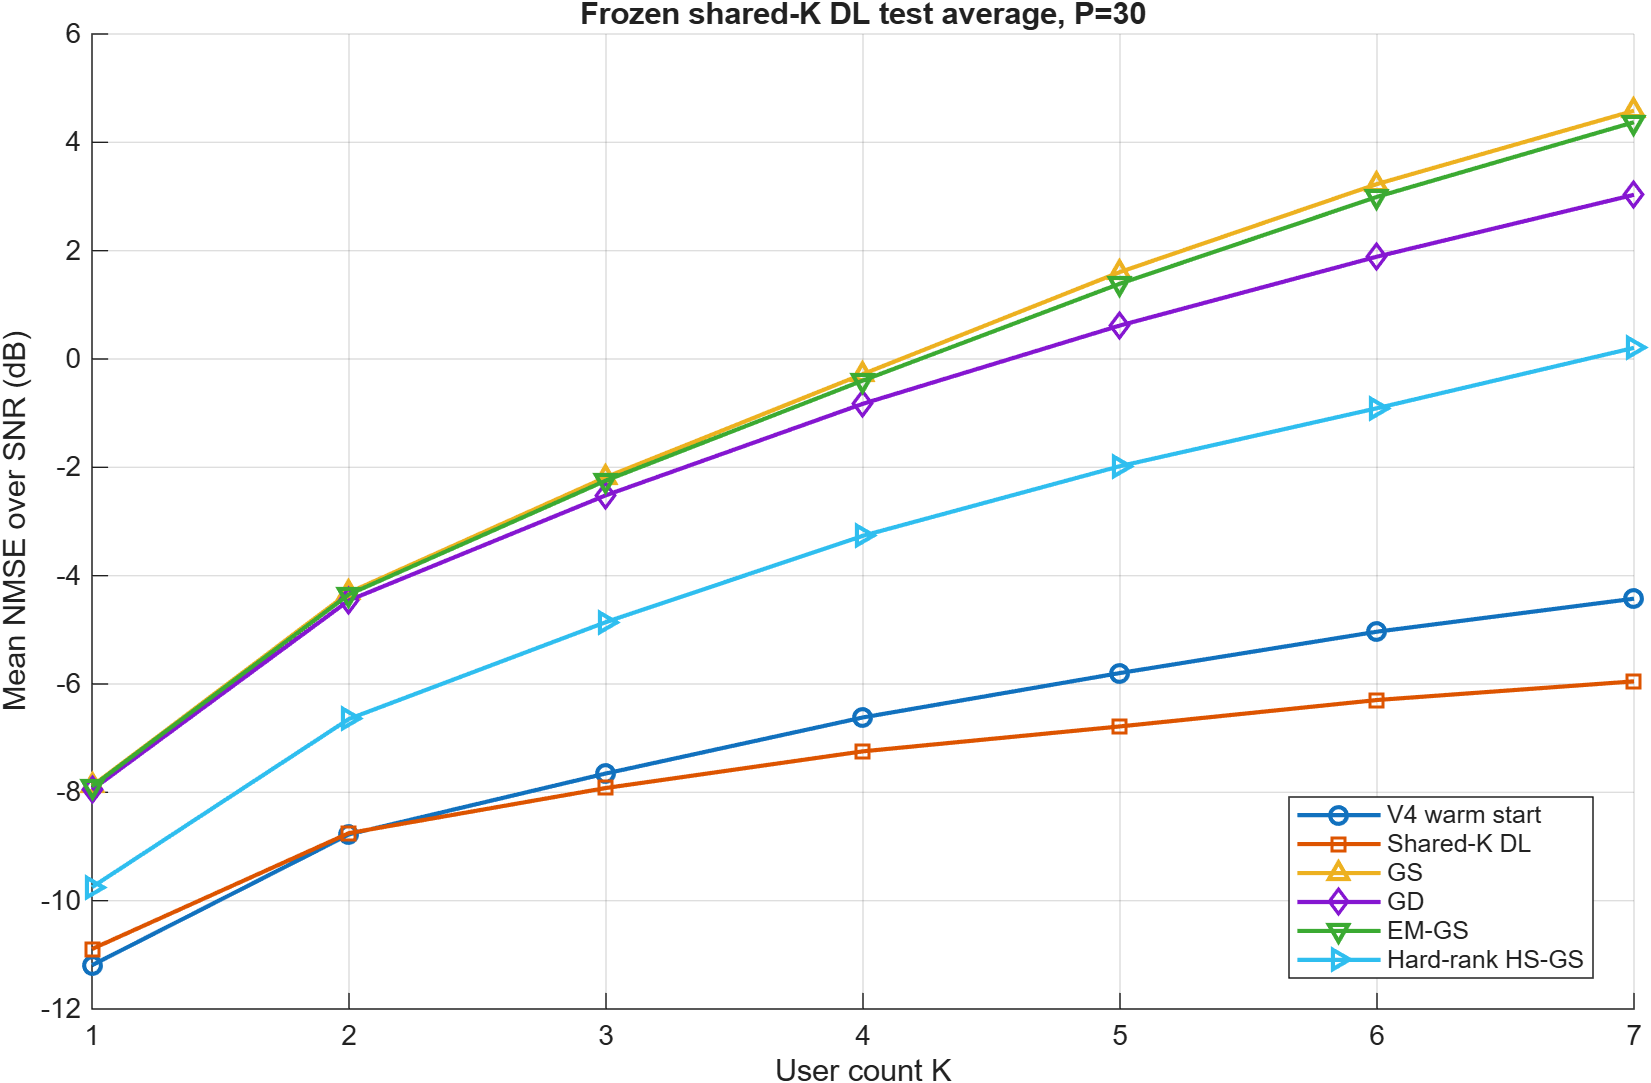 Frozen shared-K DL test average, P=30
Mean NMSE over SNR (dB)
6
4
2
0
-2
-4
-6
-8
-10
-12
1 2 3 4 5 6 7
User count K
V4 warm start
Shared-K DL
GS
GD
EM-GS
Hard-rank HS-GS